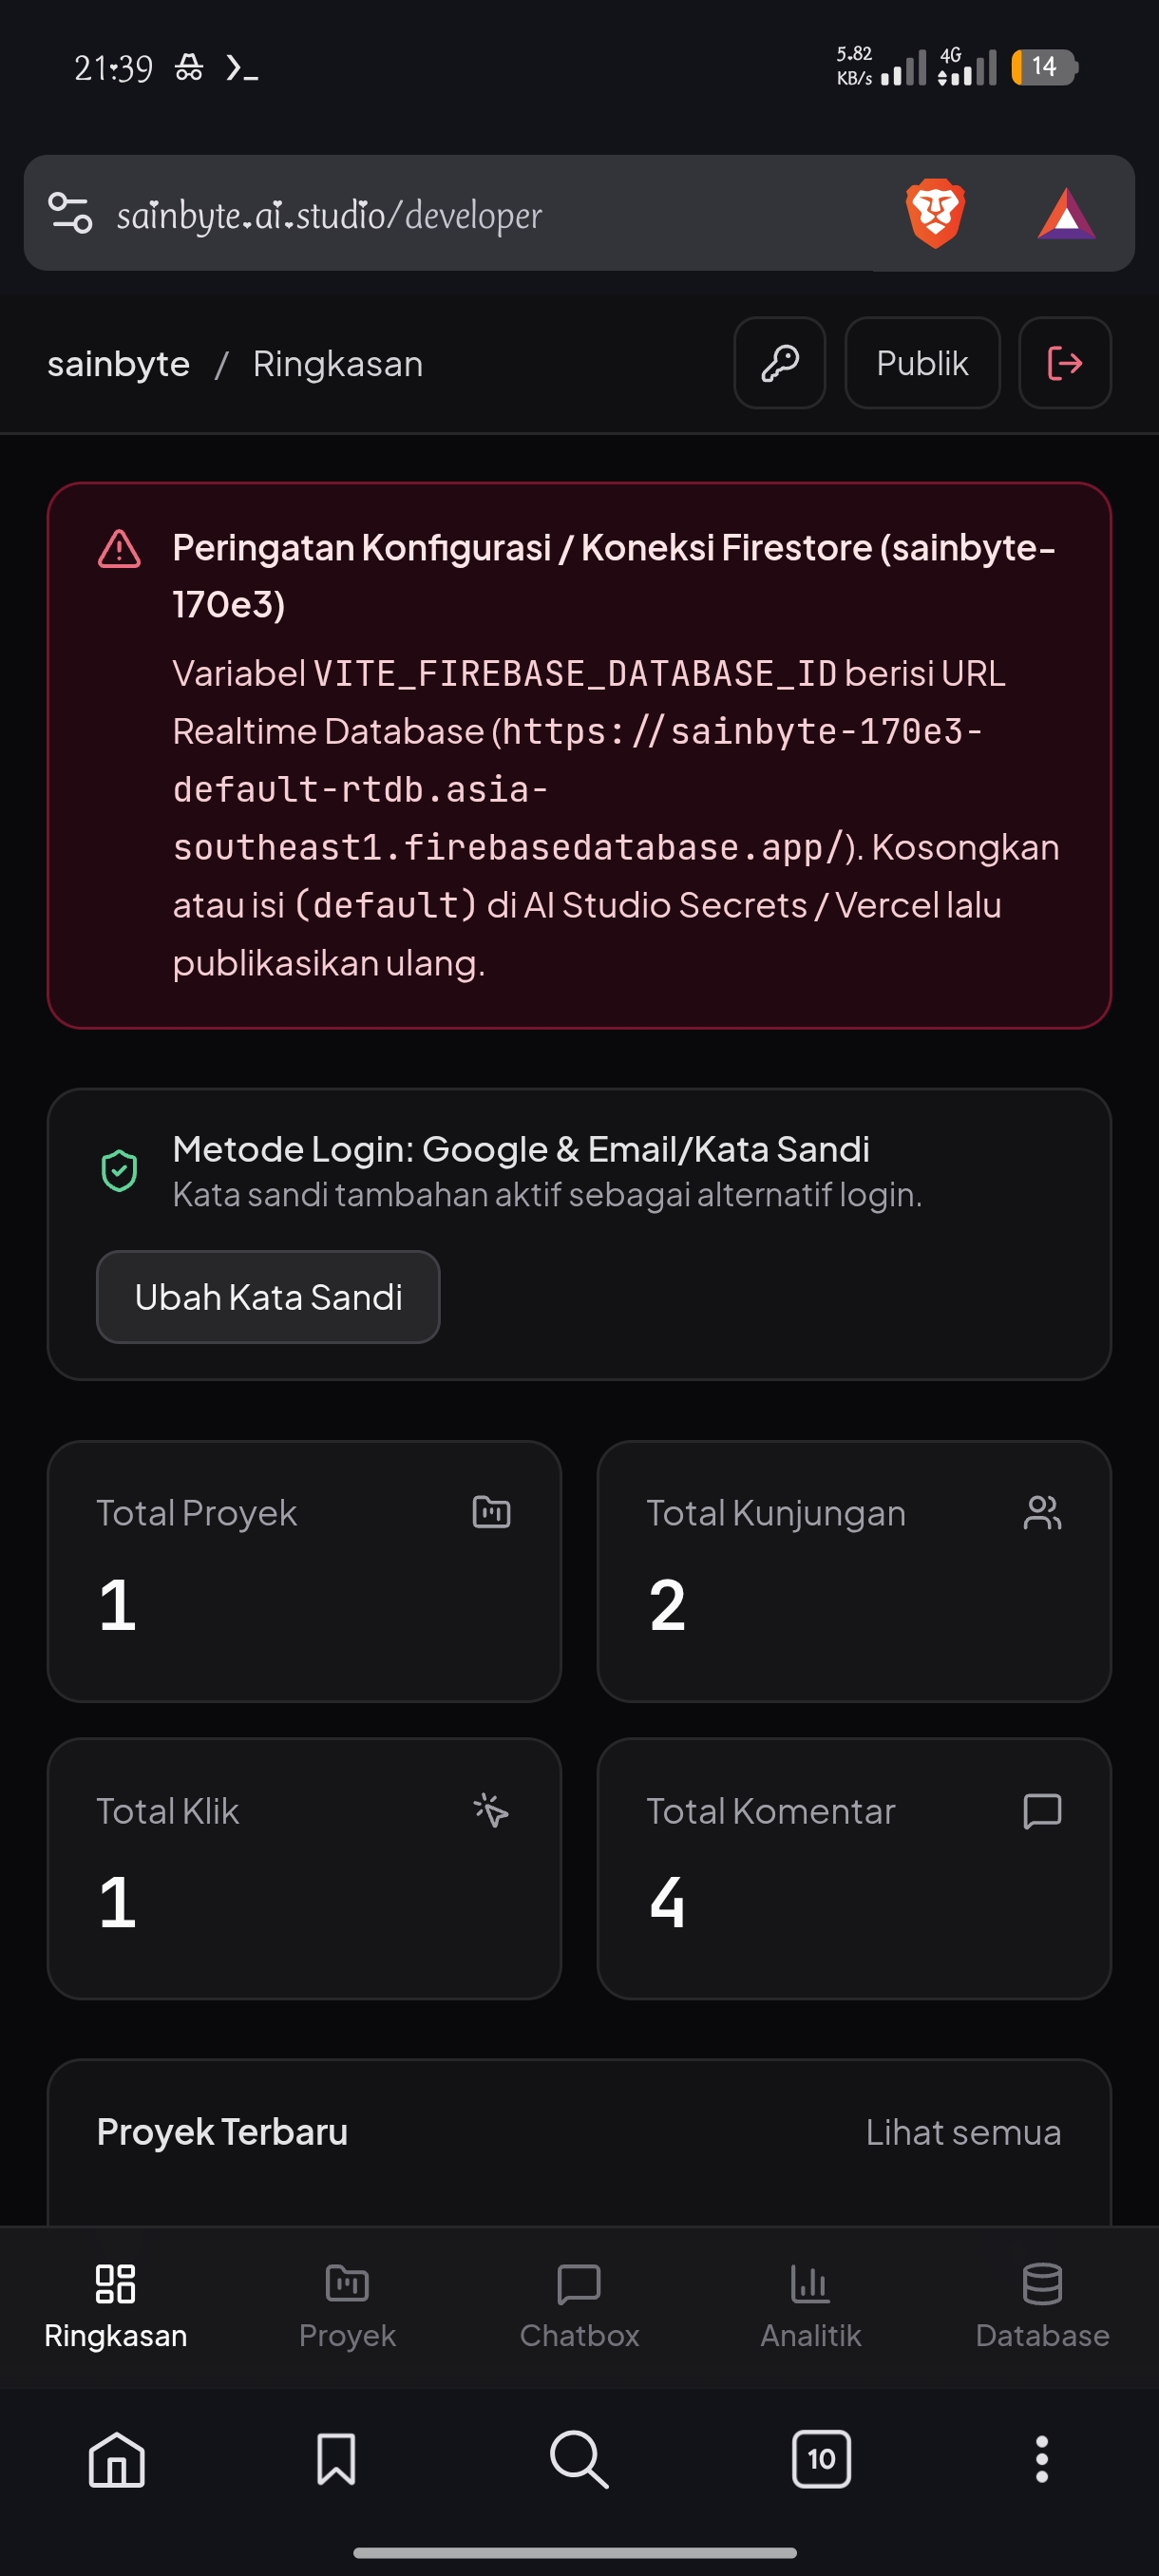 21:39
5.82 KB/s 4G 14
sainbyte.ai.studio/developer
sainbyte / Ringkasan Publik
Peringatan Konfigurasi / Koneksi Firestore (sainbyte-
170e3)
Variabel VITE_FIREBASE_DATABASE_ID berisi URL
Realtime Database (https://sainbyte-170e3-
default-rtdb.asia-
southeast1.firebasedatabase.app/). Kosongkan
atau isi (default) di AI Studio Secrets / Vercel lalu
publikasikan ulang.
Metode Login: Google & Email/Kata Sandi
Kata sandi tambahan aktif sebagai alternatif login.
Ubah Kata Sandi
Total Proyek
1
Total Kunjungan
2
Total Klik
1
Total Komentar
4
Proyek Terbaru Lihat semua
Ringkasan Proyek Chatbox Analitik Database
10